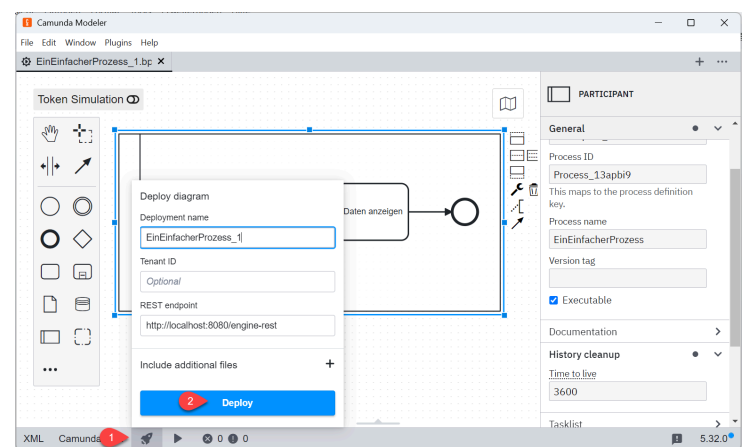 Camunda Modeler
File Edit Window Plugins Help
EinEinfacherProzess_1.bp
Token Simulation
PARTICIPANT
General
Process ID
Process_13apbi9
This maps to the process definition
key.
Process name
EinEinfacherProzess
Version tag
Executable
Documentation
History cleanup
Time to live
3600
Tasklist
Daten anzeigen
Deploy diagram
Deployment name
EinEinfacherProzess_1
Tenant ID
Optional
REST endpoint
http://localhost:8080/engine-rest
Include additional files
2
Deploy
XML Camunda 1 0 0 5.32.0